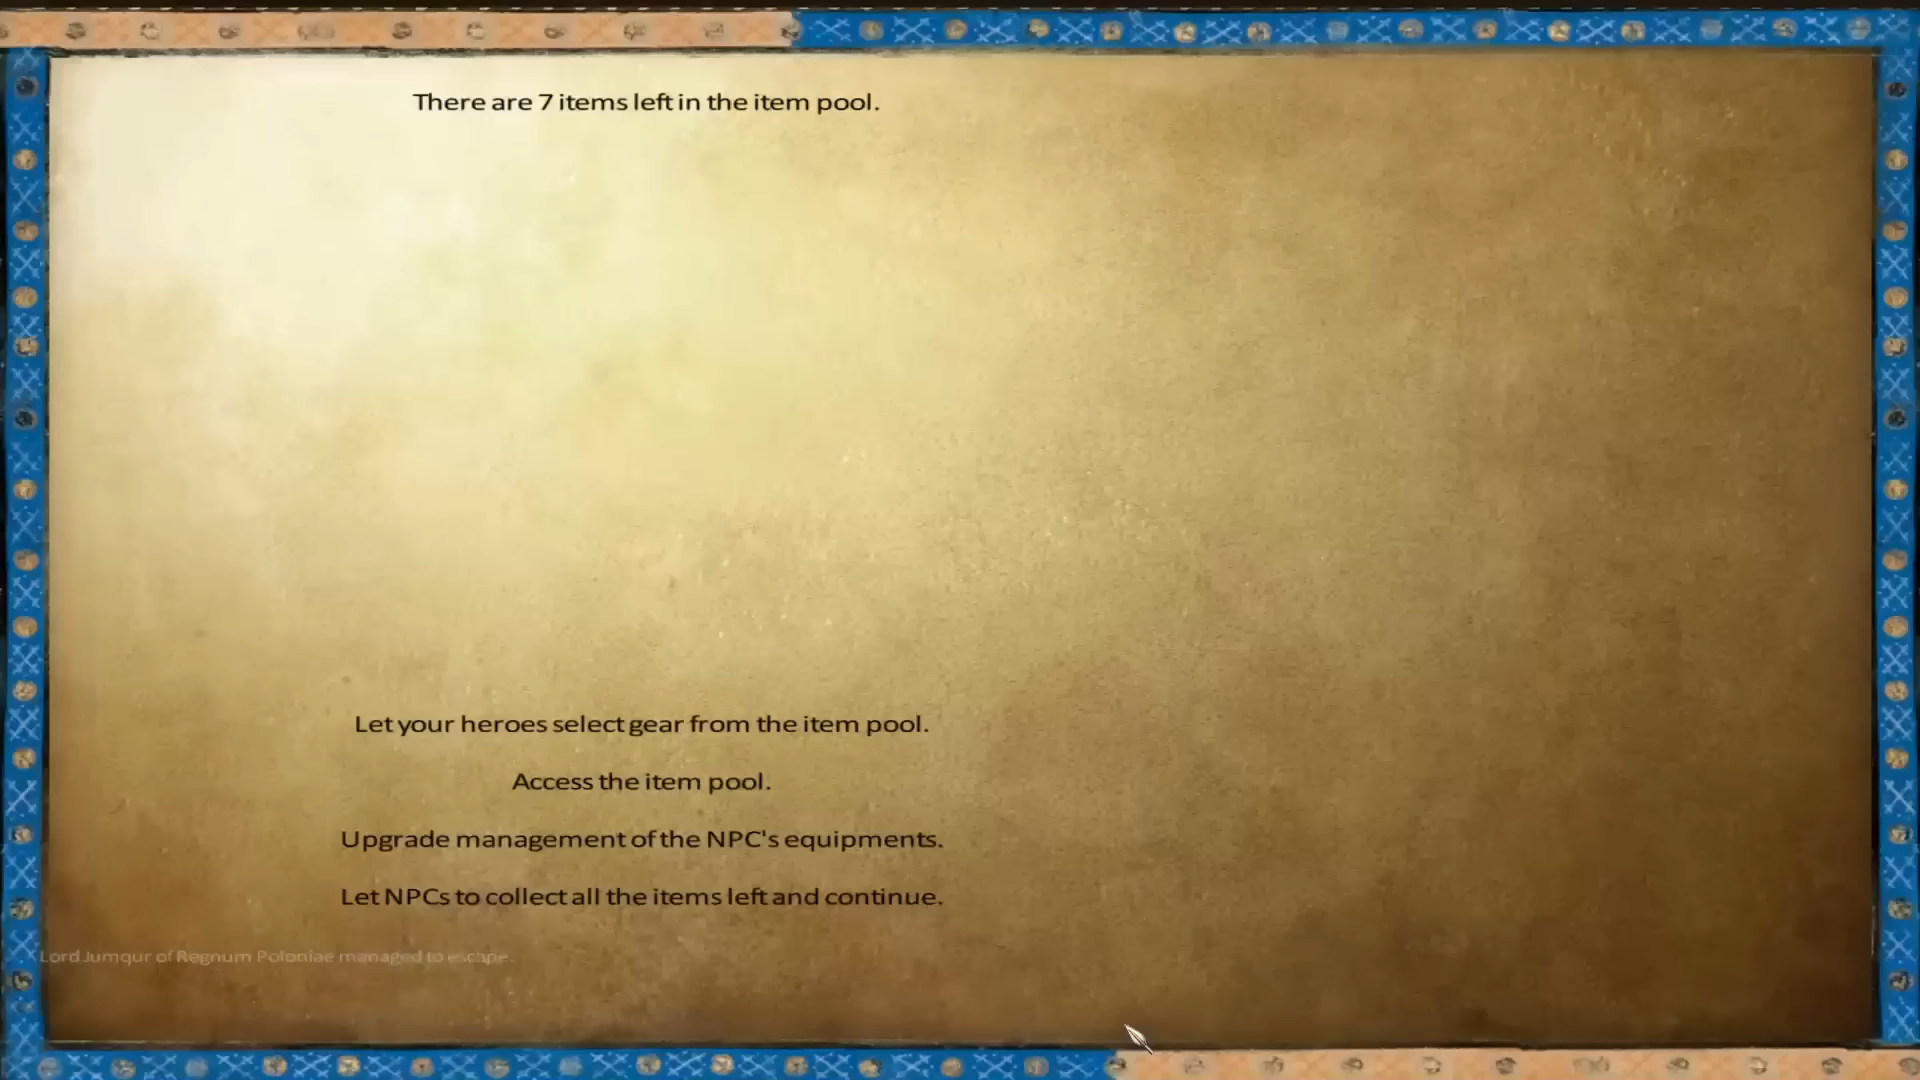 There are 7 items left in the item pool.
Let your heroes select gear from the item pool.
Access the item pool.
Upgrade management of the NPC's equipments.
Let NPCs to collect all the items left and continue.
Lord Jumqur of Regnum Poloniae managed to escape.